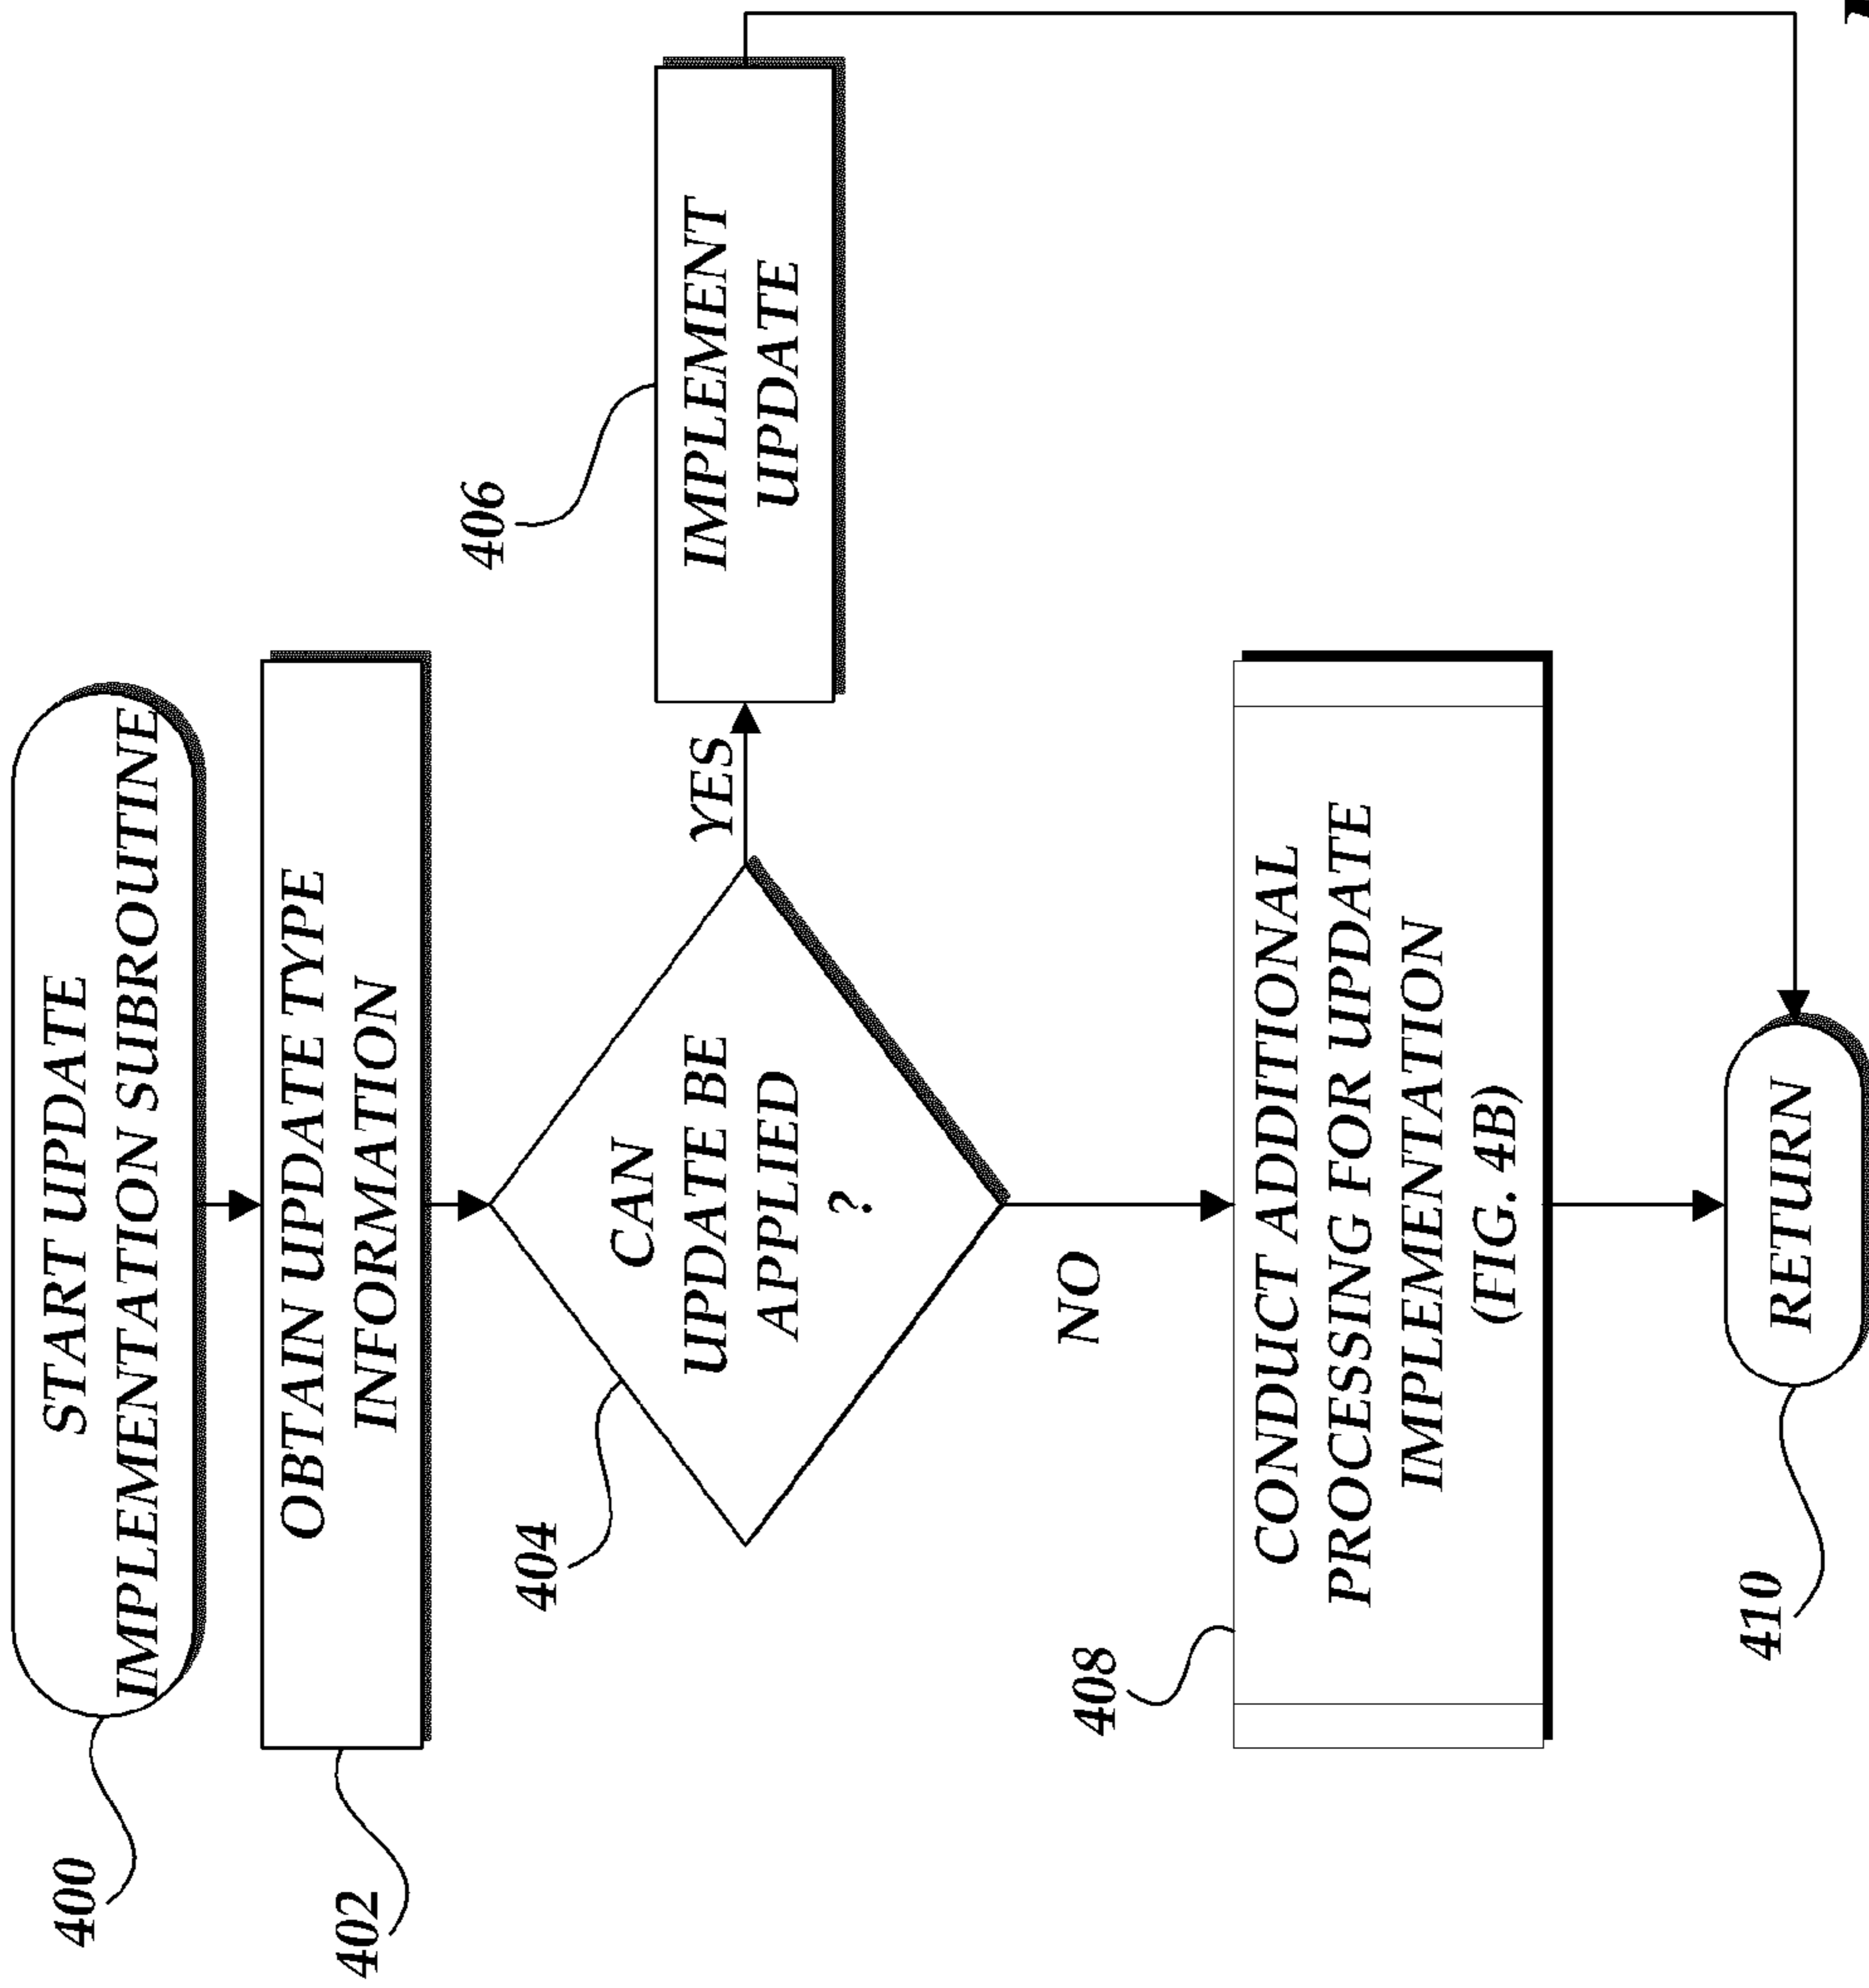 400
START UPDATE
IMPLEMENTATION SUBROUTINE
402
OBTAIN UPDATE TYPE
INFORMATION
404
CAN
UPDATE BE
APPLIED
?
YES
406
IMPLEMENT
UPDATE
NO
408
CONDUCT ADDITIONAL
PROCESSING FOR UPDATE
IMPLEMENTATION
(FIG. 4B)
410
RETURN